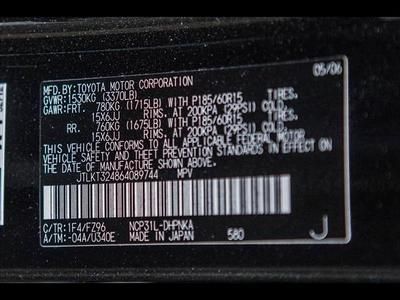 MFD.BY:TOYOTA MOTOR CORPORATION 05/06
GVWR:1530KG (3370LB)
GAWR:FRT. 780KG (1715LB) WITH P185/60R15 TIRES.
15X6JJ RIMS. AT 200KPA (29PSI) COLD.
RR. 760KG (1675LB) WITH P185/60R15 TIRES.
15X6JJ RIMS. AT 200KPA (29PSI) COLD.
THIS VEHICLE CONFORMS TO ALL APPLICABLE FEDERAL MOTOR
VEHICLE SAFETY AND THEFT PREVENTION STANDARDS IN EFFECT ON
THE DATE OF MANUFACTURE SHOWN ABOVE.
JTLKT324864089744 MPV
C/TR:1F4/FZ96 NCP31L-DHPNKA
A/TM:-04A/U340E MADE IN JAPAN 580 J